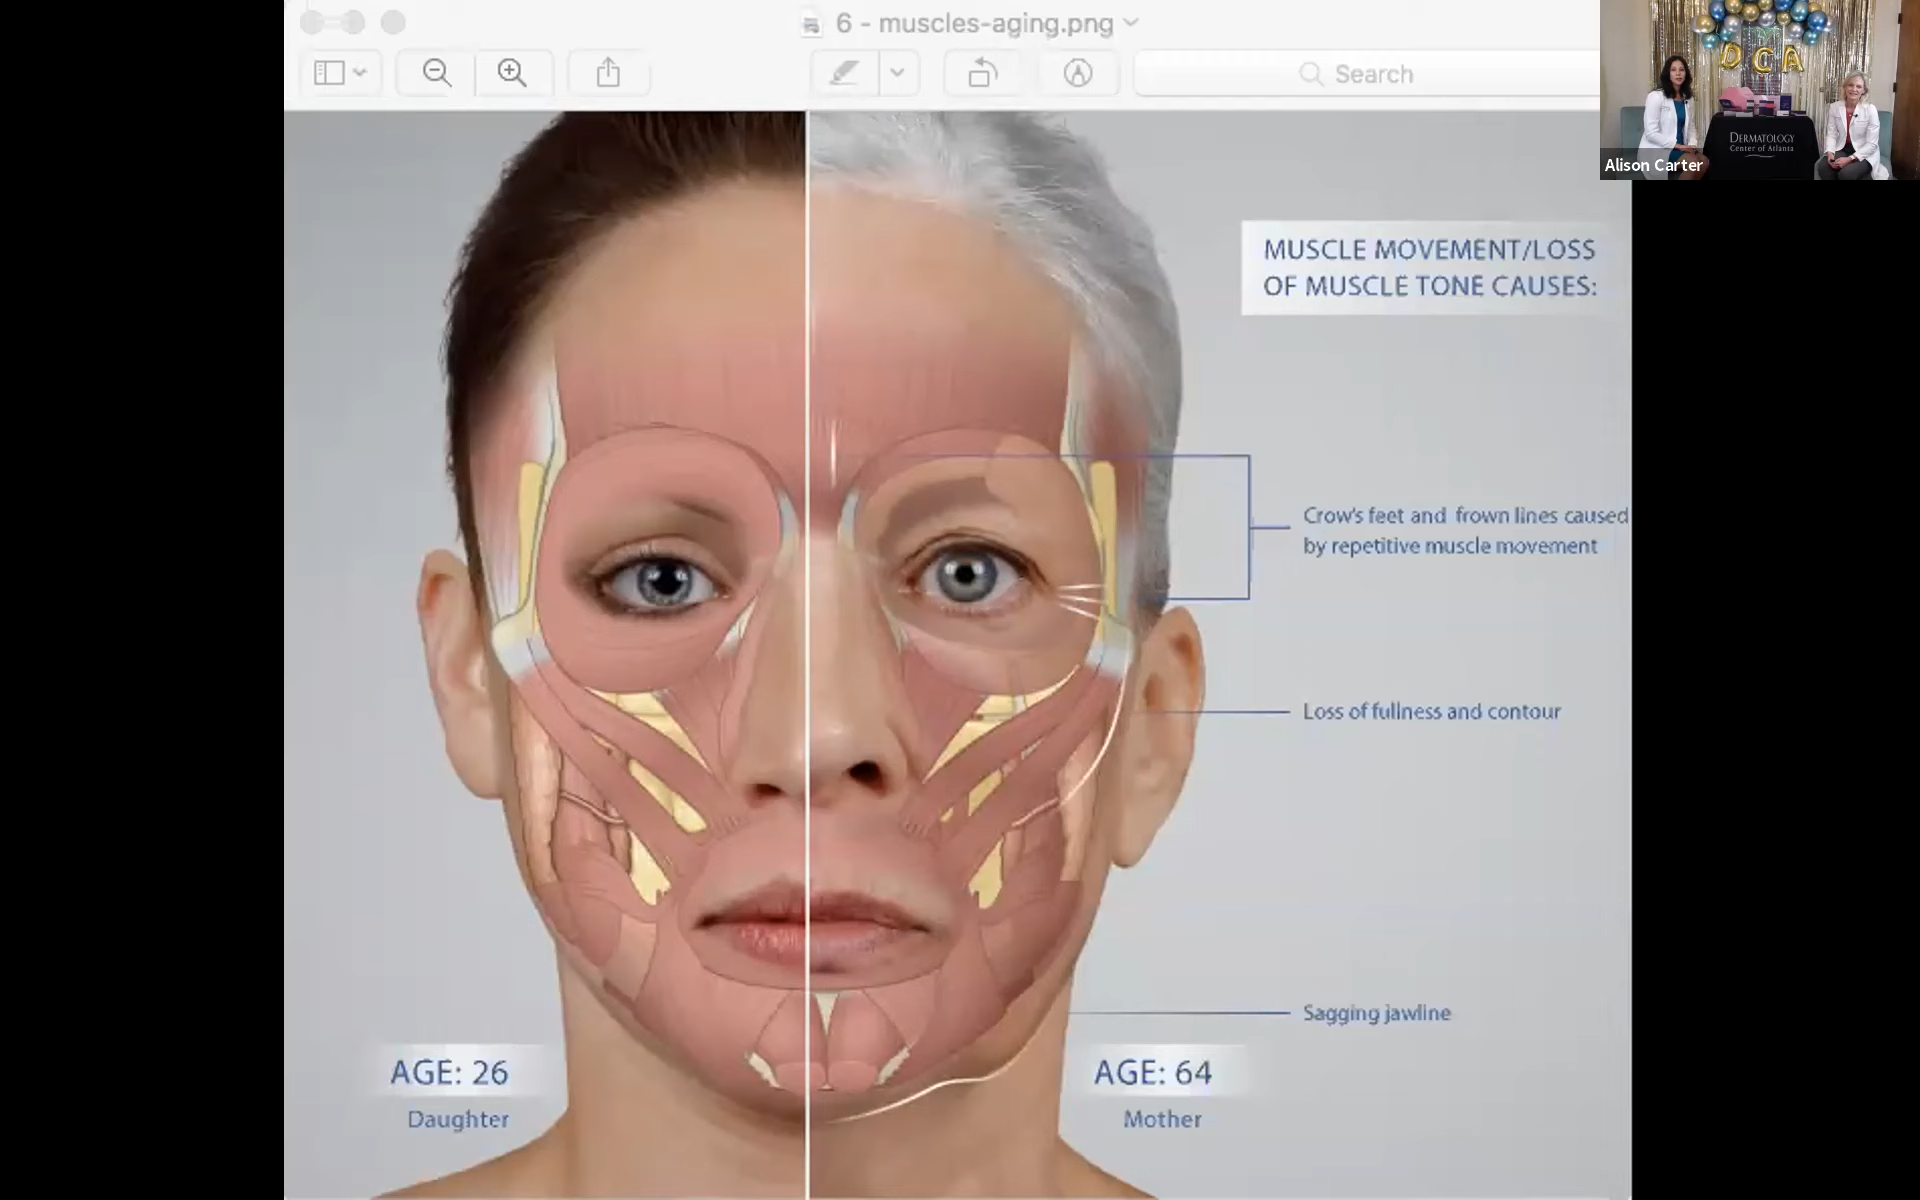 6 - muscles-aging.png
Search
DCA
DERMATOLOGY
Center of Atlanta
Alison Carter
MUSCLE MOVEMENT/LOSS
OF MUSCLE TONE CAUSES:
Crow's feet and frown lines caused
by repetitive muscle movement
Loss of fullness and contour
Sagging jawline
AGE: 26
Daughter
AGE: 64
Mother